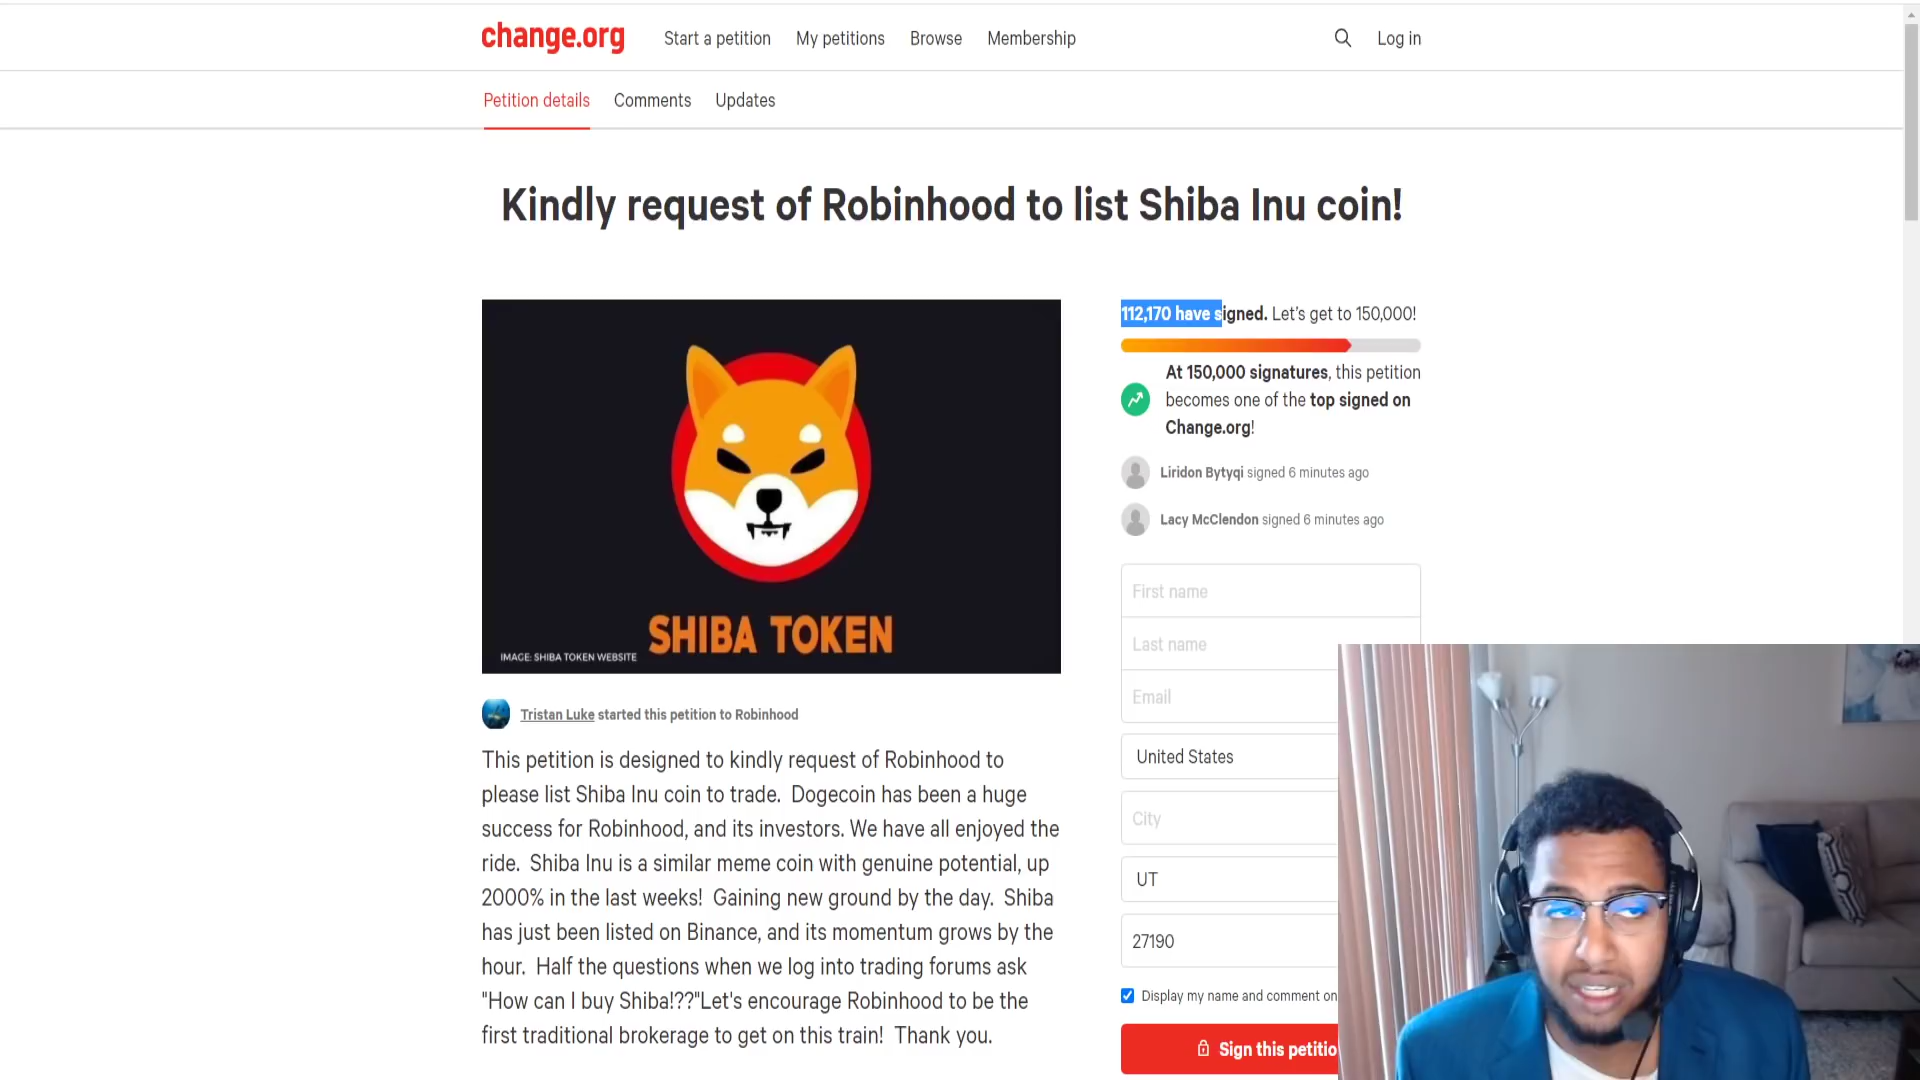 change.org
Start a petition
My petitions
Browse
Membership
Log in
Petition details
Comments
Updates
Kindly request of Robinhood to list Shiba Inu coin!
SHIBA TOKEN
IMAGE: SHIBA TOKEN WEBSITE
Tristan Luke started this petition to Robinhood
This petition is designed to kindly request of Robinhood to
please list Shiba Inu coin to trade.  Dogecoin has been a huge
success for Robinhood, and its investors. We have all enjoyed the
ride.  Shiba Inu is a similar meme coin with genuine potential, up
2000% in the last weeks!  Gaining new ground by the day.  Shiba
has just been listed on Binance, and its momentum grows by the
hour.  Half the questions when we log into trading forums ask
"How can I buy Shiba!??"Let's encourage Robinhood to be the
first traditional brokerage to get on this train!  Thank you.
112,170 have signed. Let’s get to 150,000!
At 150,000 signatures, this petition
becomes one of the top signed on
Change.org!
Liridon Bytyqi signed 6 minutes ago
Lacy McClendon signed 6 minutes ago
First name
Last name
Email
United States
City
UT
27190
Display my name and comment on
Sign this petitio